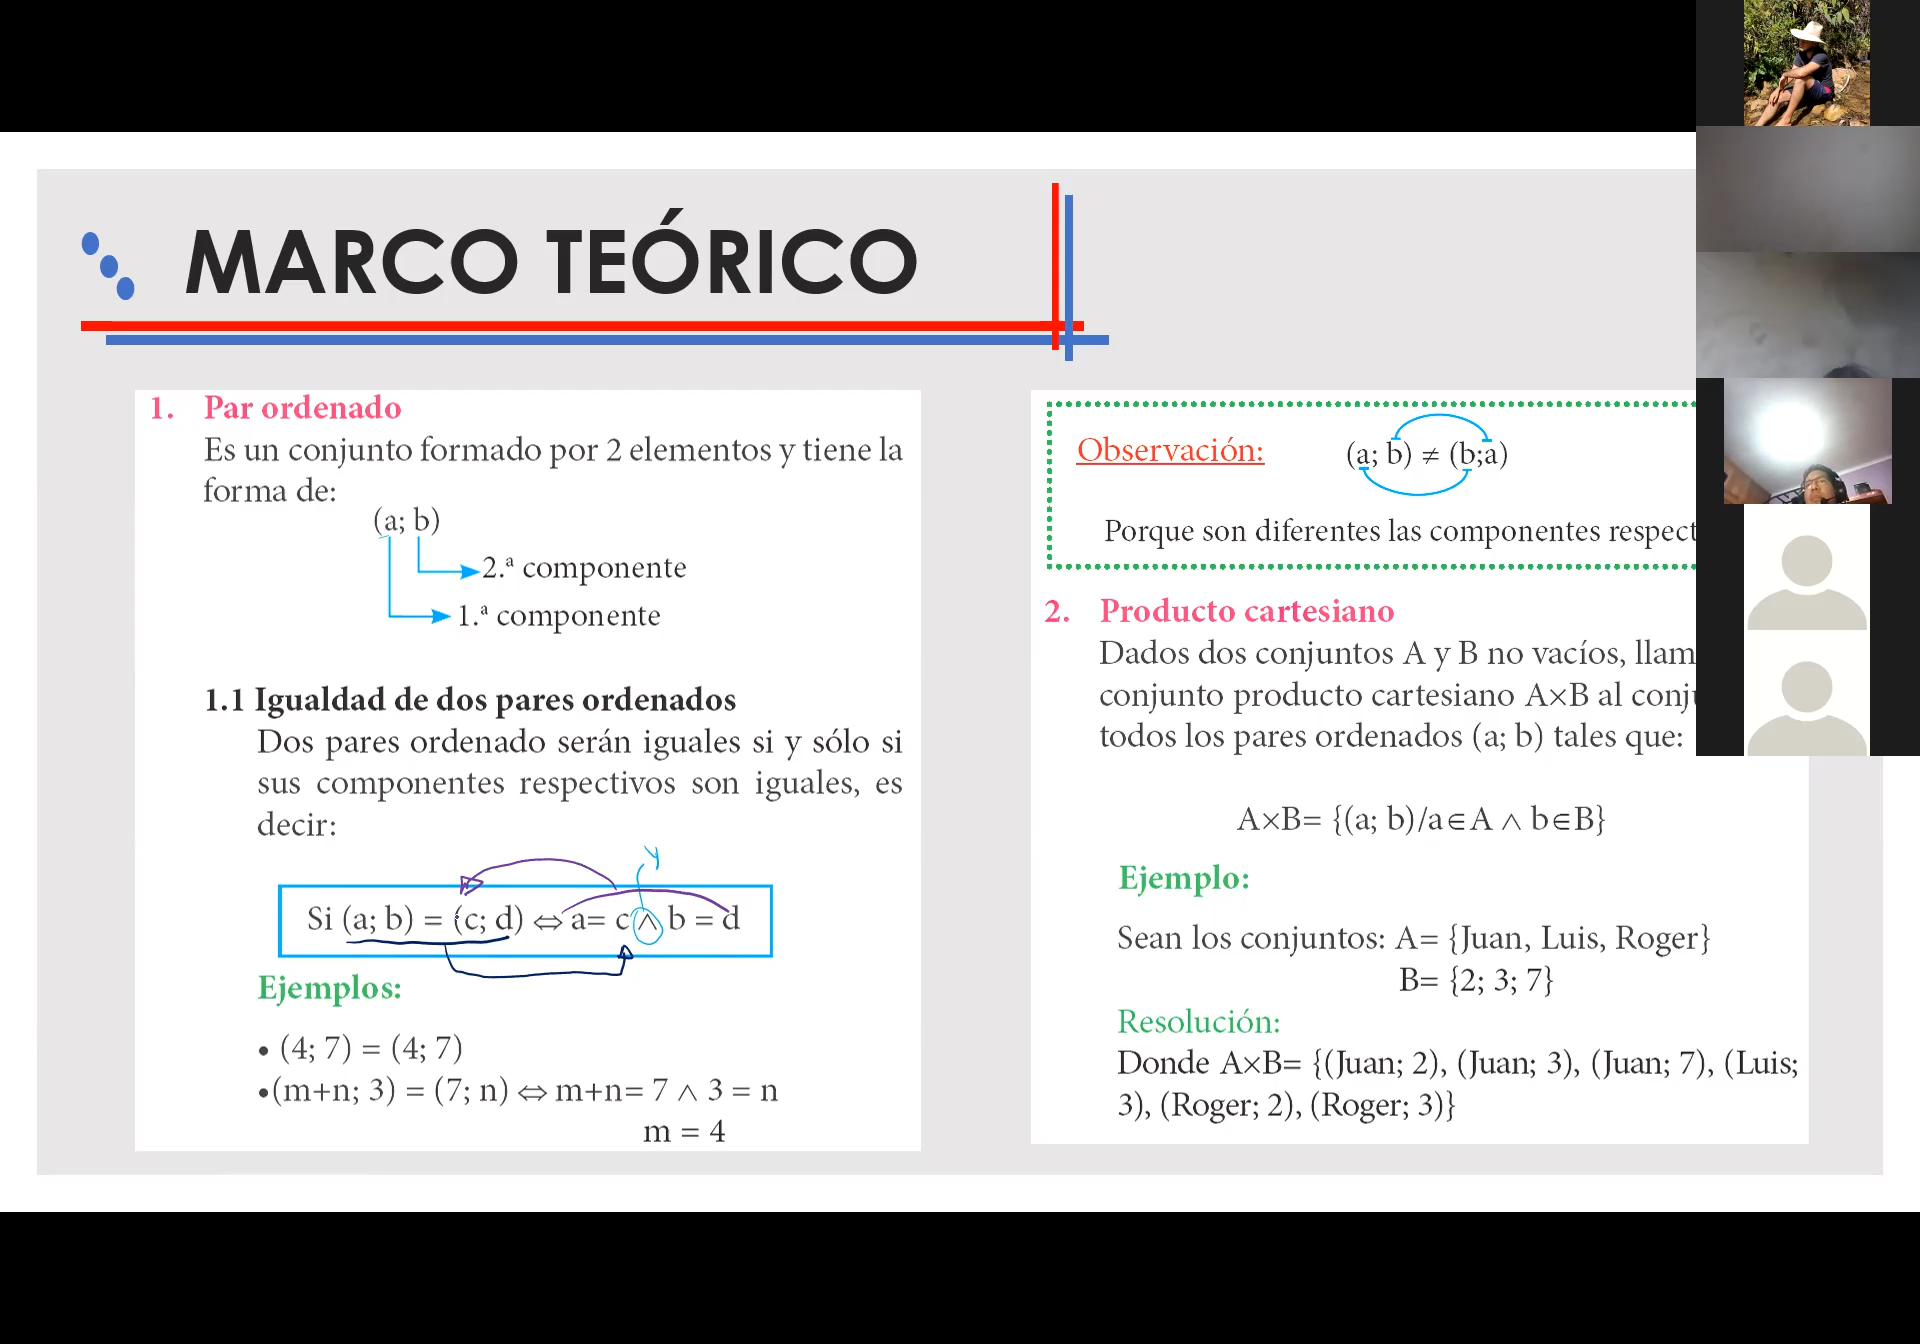 MARCO TEÓRICO
1. Par ordenado
Es un conjunto formado por 2 elementos y tiene la
forma de:
(a; b)
2.ª componente
1.ª componente
1.1 Igualdad de dos pares ordenados
Dos pares ordenado serán iguales si y sólo si
sus componentes respectivos son iguales, es
decir:
y
Si (a; b) = (c; d) ⇔ a= c ∧ b = d
Ejemplos:
• (4; 7) = (4; 7)
•(m+n; 3) = (7; n) ⇔ m+n= 7 ∧ 3 = n
m = 4
Observación: (a; b) ≠ (b;a)
Porque son diferentes las componentes respect
2. Producto cartesiano
Dados dos conjuntos A y B no vacíos, llam
conjunto producto cartesiano A×B al conj
todos los pares ordenados (a; b) tales que:
A×B= {(a; b)/a∈A ∧ b∈B}
Ejemplo:
Sean los conjuntos: A= {Juan, Luis, Roger}
B= {2; 3; 7}
Resolución:
Donde A×B= {(Juan; 2), (Juan; 3), (Juan; 7), (Luis;
3), (Roger; 2), (Roger; 3)}